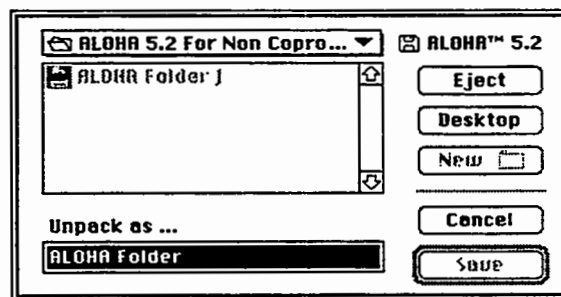 ALOHA 5.2 For Non Copro...
ALOHA™ 5.2
ALOHA Folder
Eject
Desktop
New
Unpack as ...
Cancel
ALOHA Folder
Save